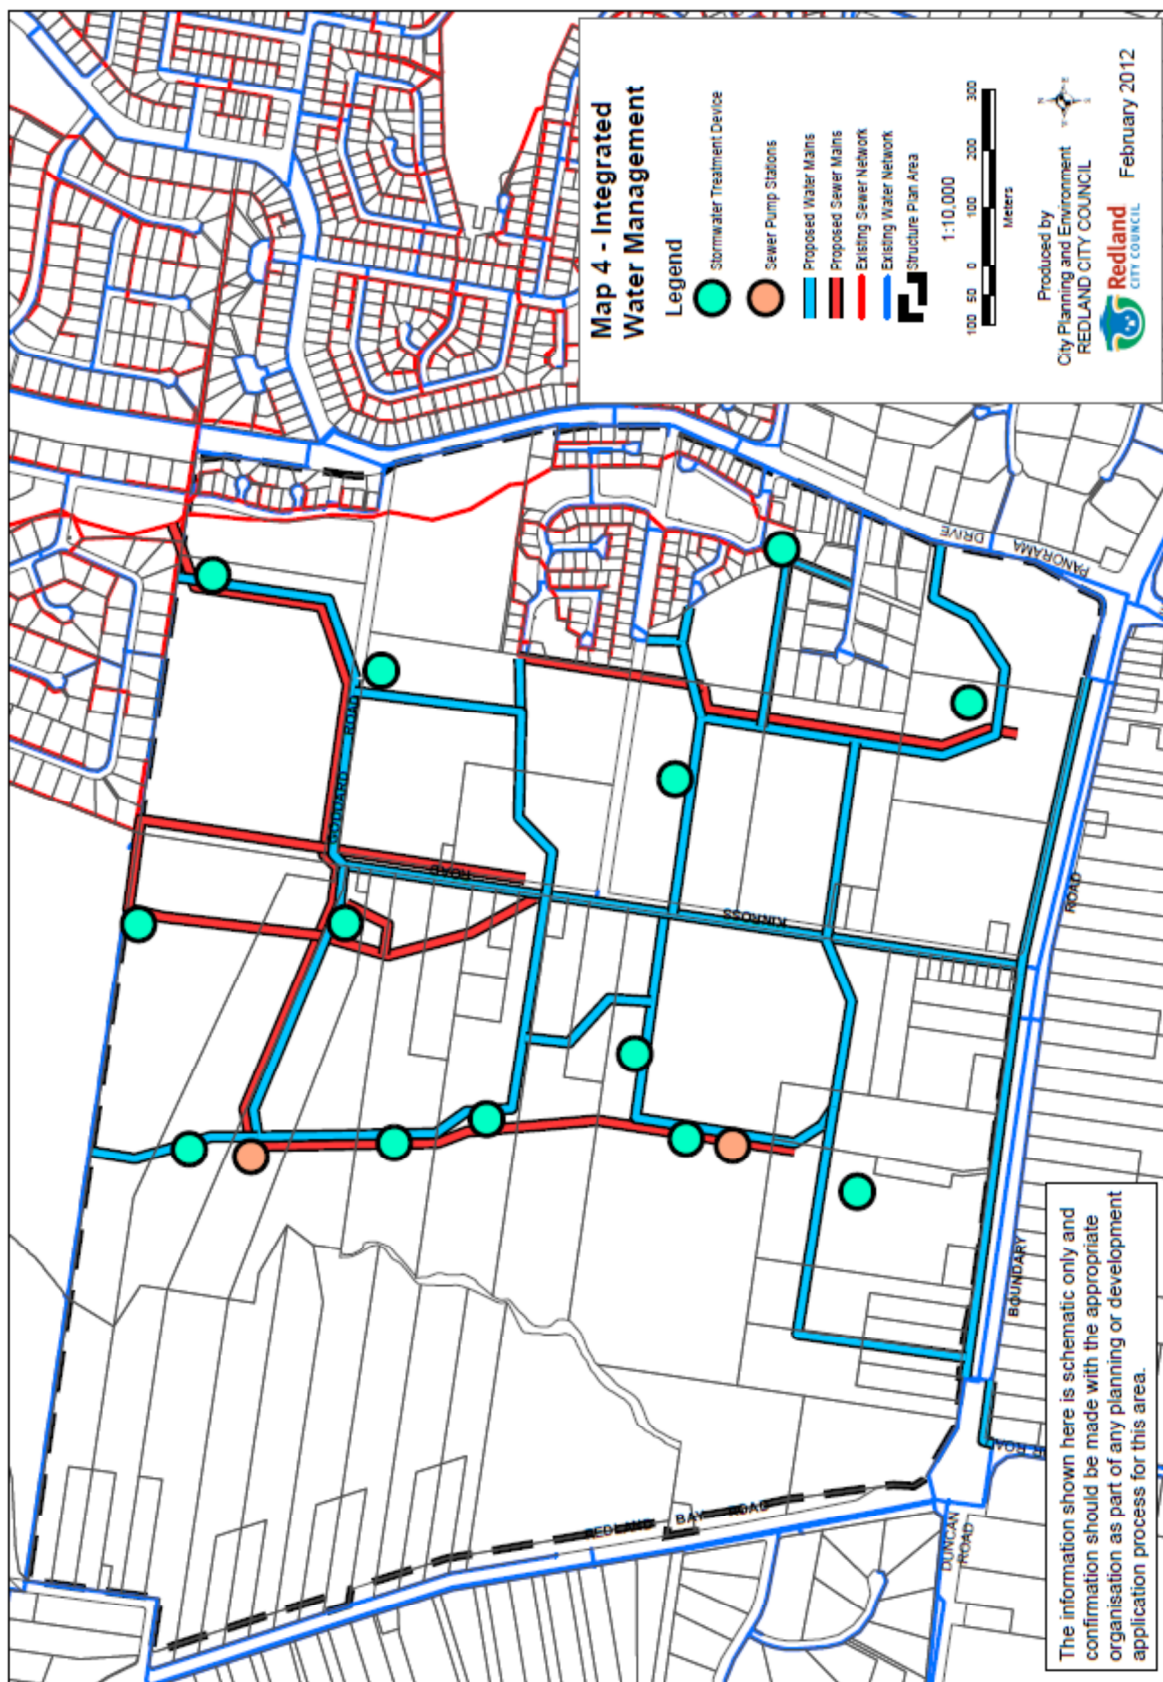 Map 4 - Integrated
Water Management
Legend
Stormwater Treatment Device
Sewer Pump Stations
Proposed Water Mains
Proposed Sewer Mains
Existing Sewer Network
Existing Water Network
Structure Plan Area
1:10,000
100 50 0 100 200 300
Meters
Produced by
City Planning and Environment
REDLAND CITY COUNCIL
Redland
CITY COUNCIL
February 2012
GODDARD ROAD
ROAD
KINROSS
PANORAMA
DRIVE
ROAD
BOUNDARY
REDLAND BAY ROAD
DUNCAN
ROAD
The information shown here is schematic only and
confirmation should be made with the appropriate
organisation as part of any planning or development
application process for this area.